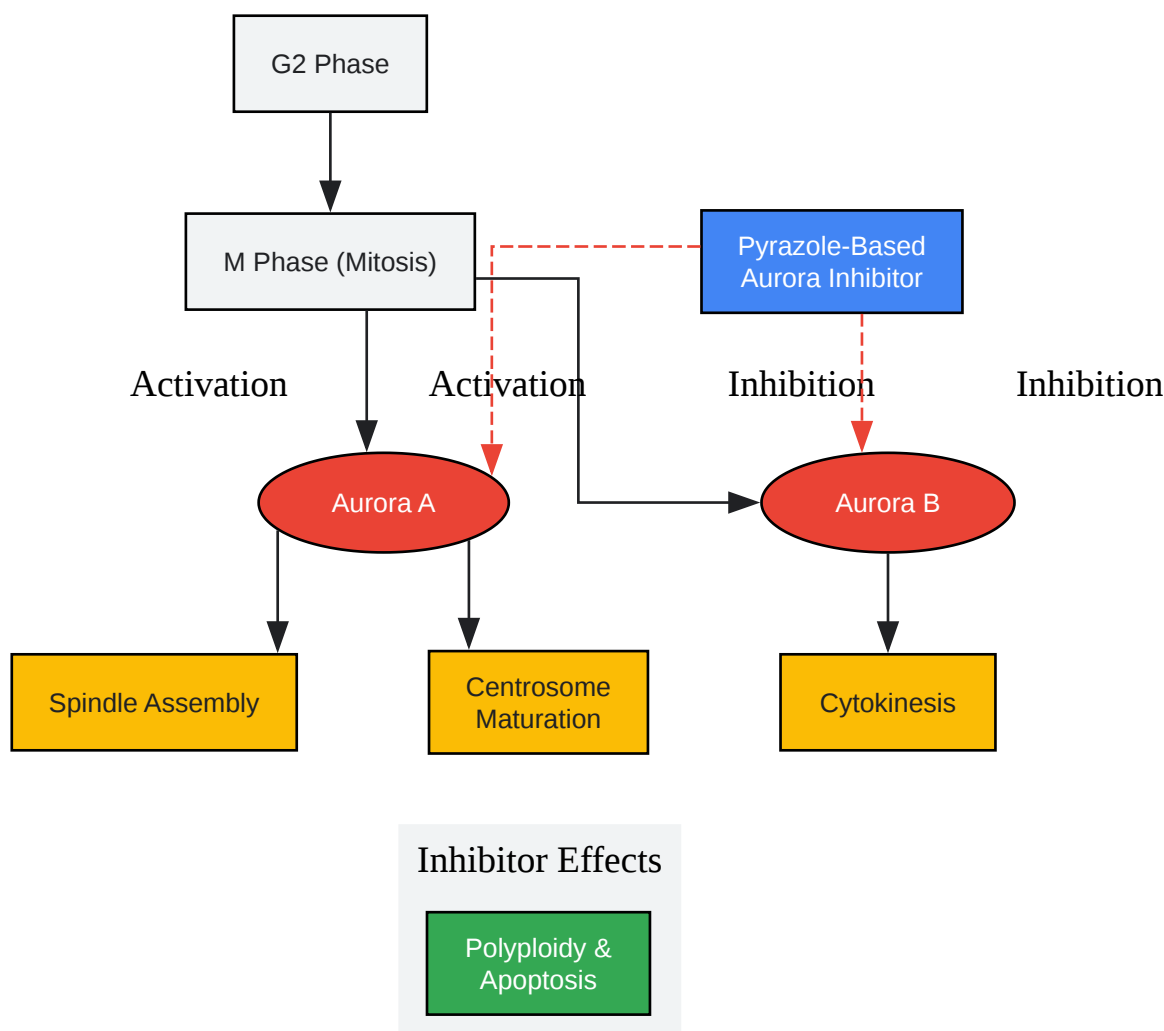 G2 Phase
M Phase (Mitosis)
Pyrazole-Based
Aurora Inhibitor
Activation
Activation
Inhibition
Inhibition
Aurora A
Aurora B
Spindle Assembly
Centrosome
Maturation
Cytokinesis
Inhibitor Effects
Polyploidy &
Apoptosis